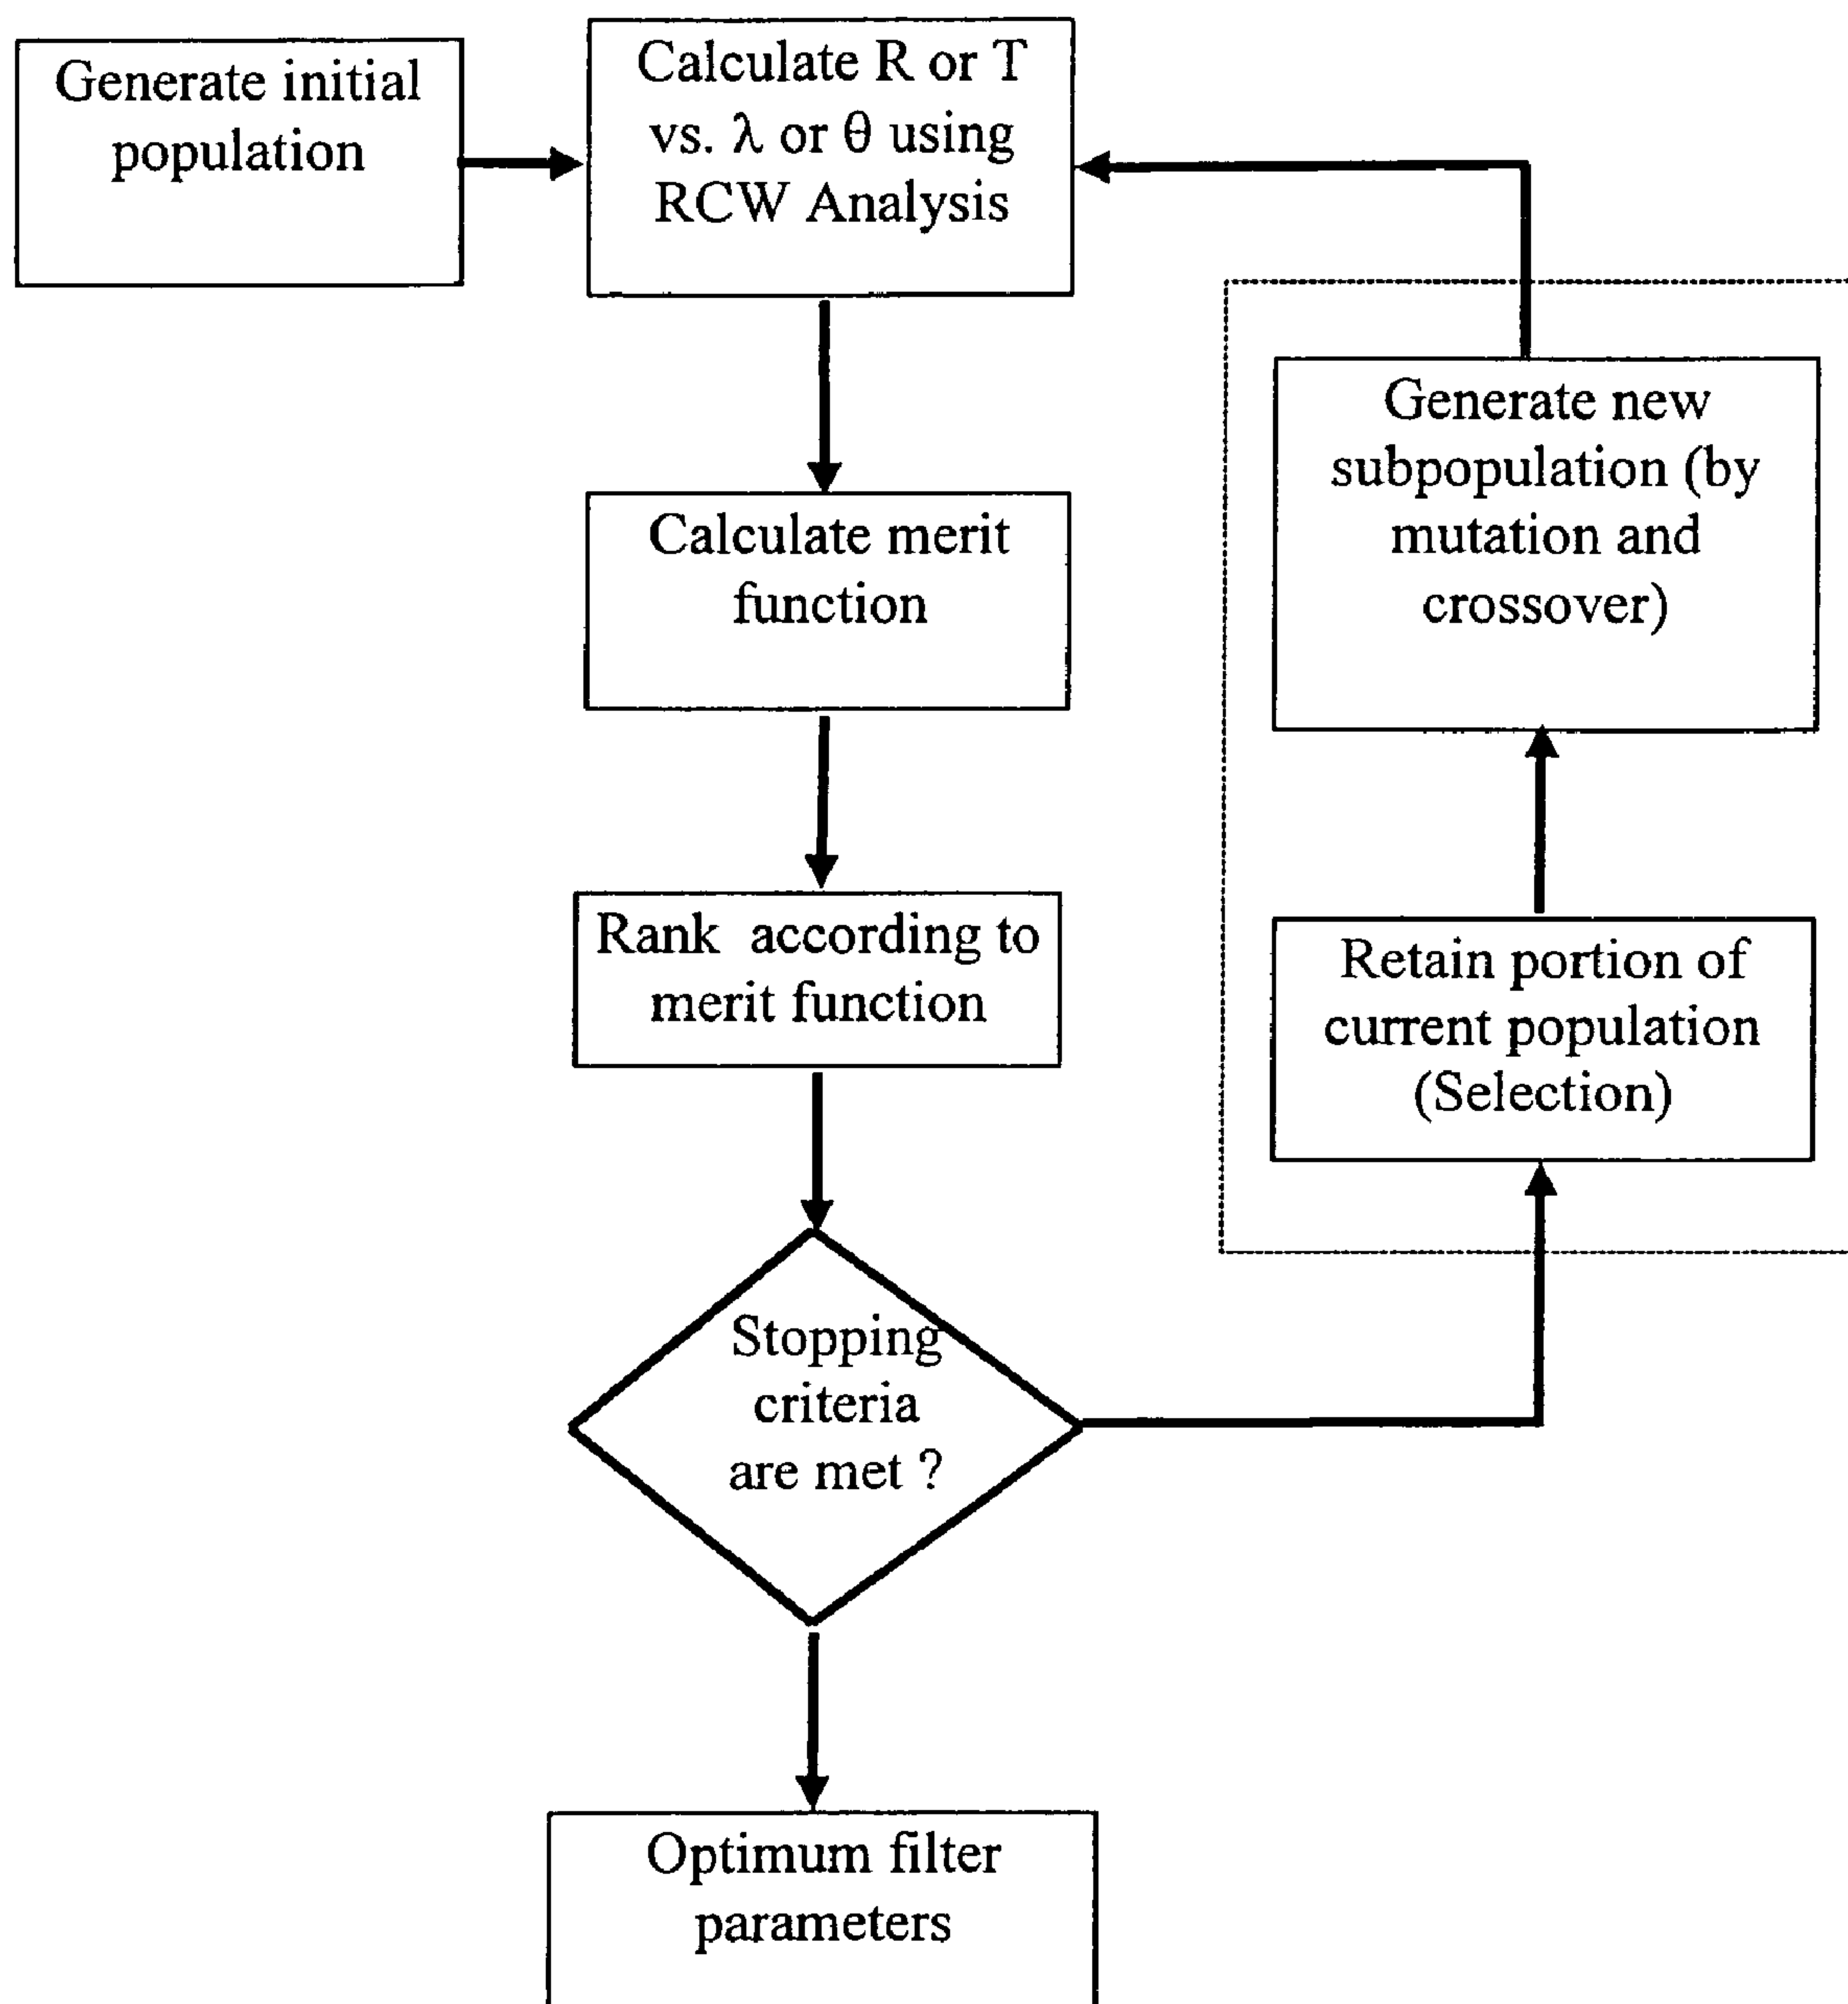 Generate initial
population
Calculate R or T
vs. λ or θ using
RCW Analysis
Calculate merit
function
Rank according to
merit function
Stopping
criteria
are met ?
Optimum filter
parameters
Generate new
subpopulation (by
mutation and
crossover)
Retain portion of
current population
(Selection)